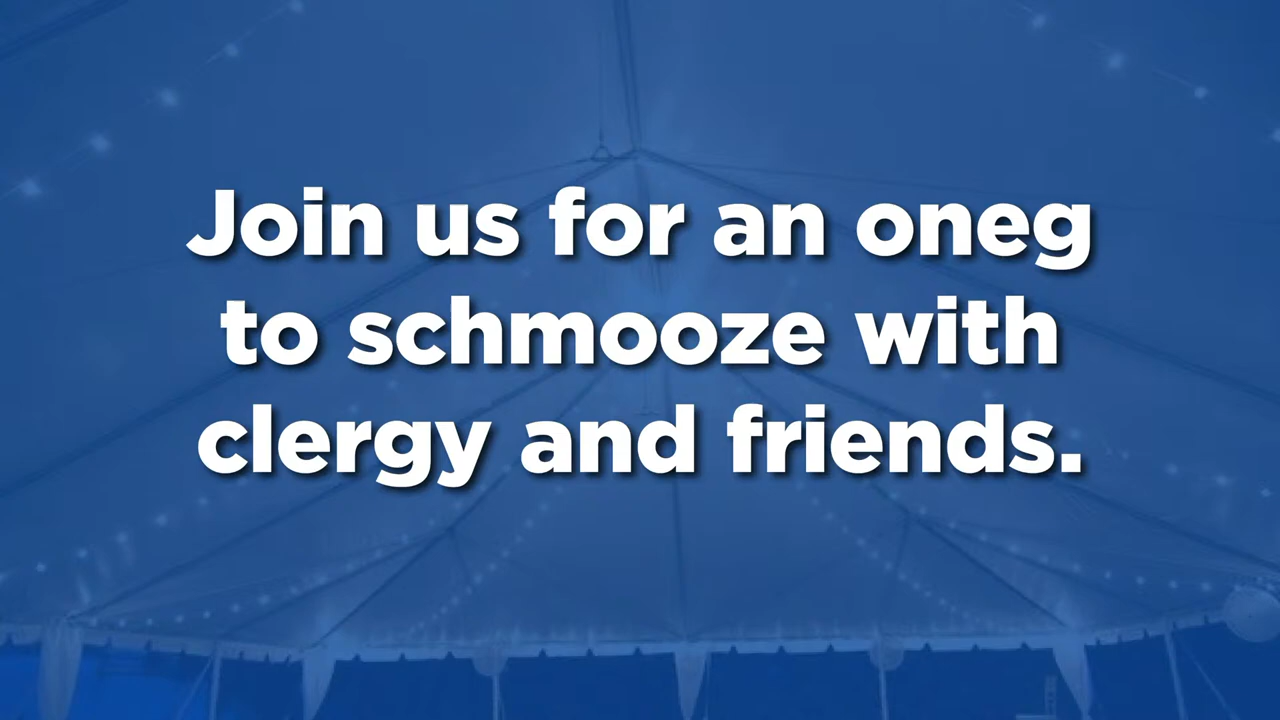 Join us for an oneg
to schmooze with
clergy and friends.